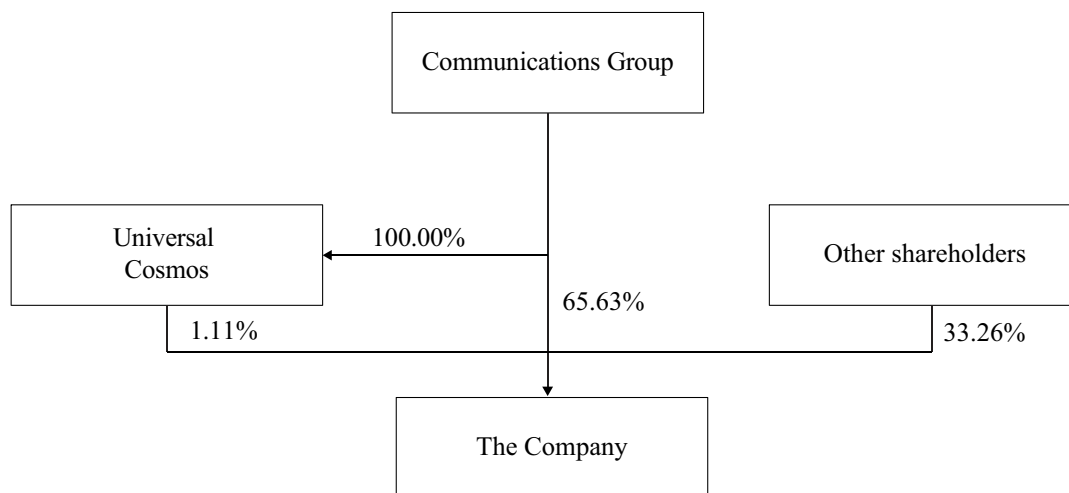 Communications Group
Universal
Cosmos
100.00%
Other shareholders
65.63%
1.11%
33.26%
The Company